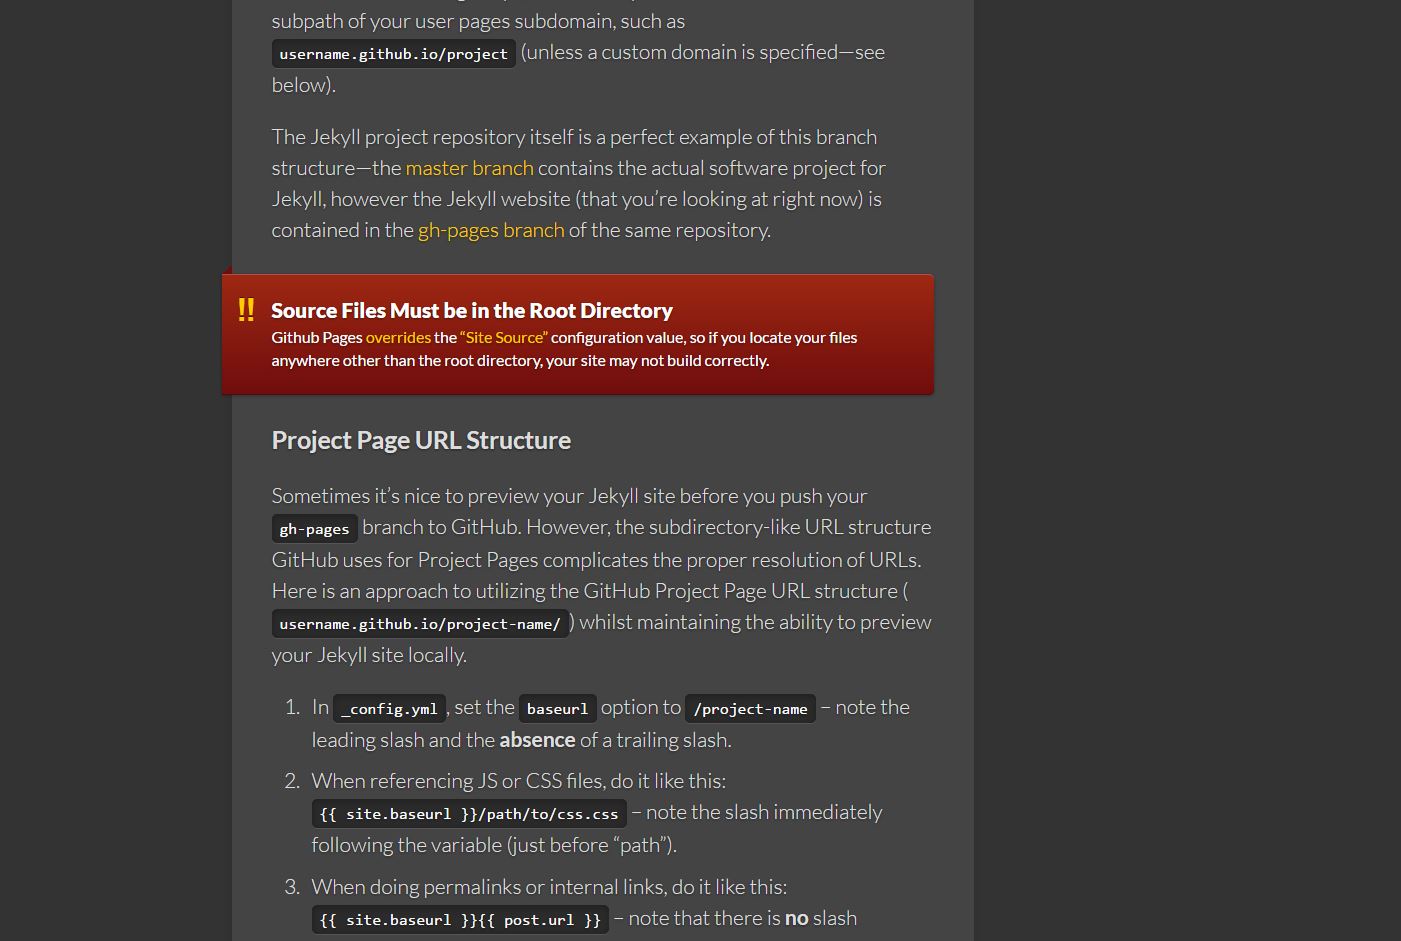 subpath of your user pages subdomain, such as
username.github.io/project (unless a custom domain is specified—see
below).
The Jekyll project repository itself is a perfect example of this branch
structure—the master branch contains the actual software project for
Jekyll, however the Jekyll website (that you’re looking at right now) is
contained in the gh-pages branch of the same repository.
!! Source Files Must be in the Root Directory
Github Pages overrides the “Site Source” configuration value, so if you locate your files
anywhere other than the root directory, your site may not build correctly.
Project Page URL Structure
Sometimes it’s nice to preview your Jekyll site before you push your
gh-pages branch to GitHub. However, the subdirectory-like URL structure
GitHub uses for Project Pages complicates the proper resolution of URLs.
Here is an approach to utilizing the GitHub Project Page URL structure (
username.github.io/project-name/ ) whilst maintaining the ability to preview
your Jekyll site locally.
1. In _config.yml, set the baseurl option to /project-name – note the
leading slash and the absence of a trailing slash.
2. When referencing JS or CSS files, do it like this:
{{ site.baseurl }}/path/to/css.css – note the slash immediately
following the variable (just before “path”).
3. When doing permalinks or internal links, do it like this:
{{ site.baseurl }}{{ post.url }} – note that there is no slash